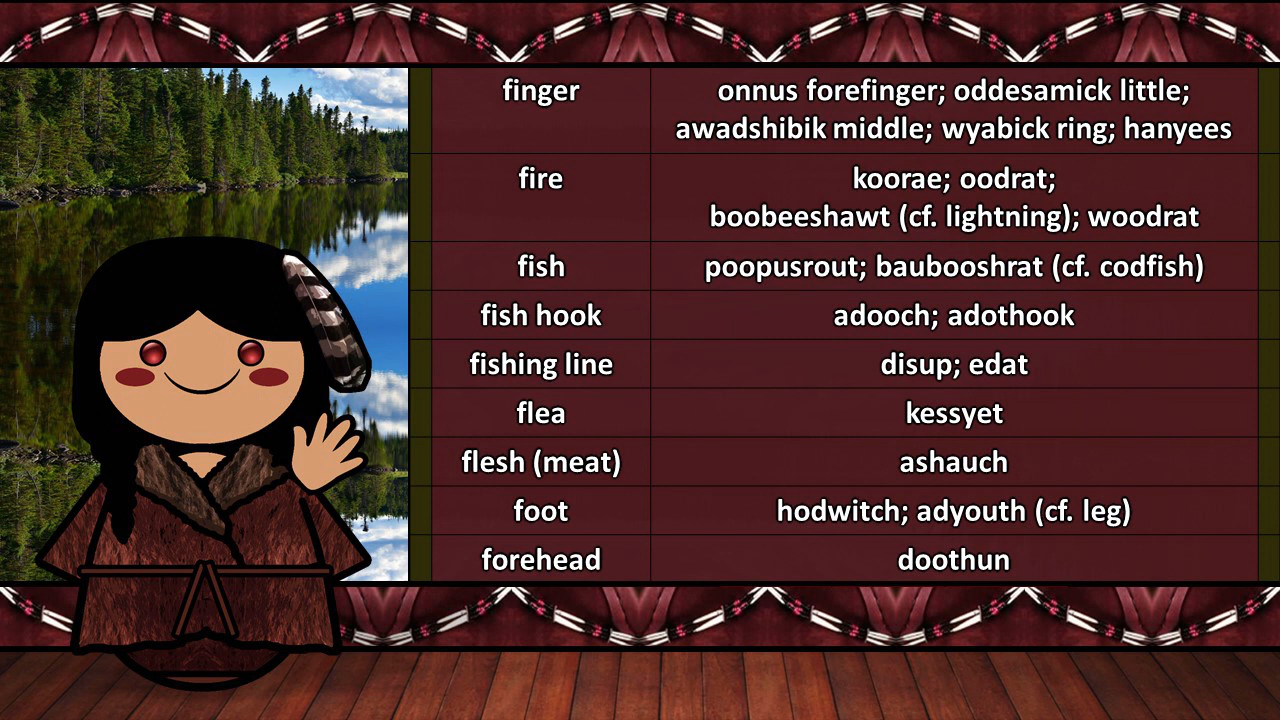 finger
onnus forefinger; oddesamick little;
awadshibik middle; wyabick ring; hanyees
fire
koorae; oodrat;
boobeeshawt (cf. lightning); woodrat
fish
poopusrout; baubooshrat (cf. codfish)
fish hook
adooch; adothook
fishing line
disup; edat
flea
kessyet
flesh (meat)
ashauch
foot
hodwitch; adyouth (cf. leg)
forehead
doothun